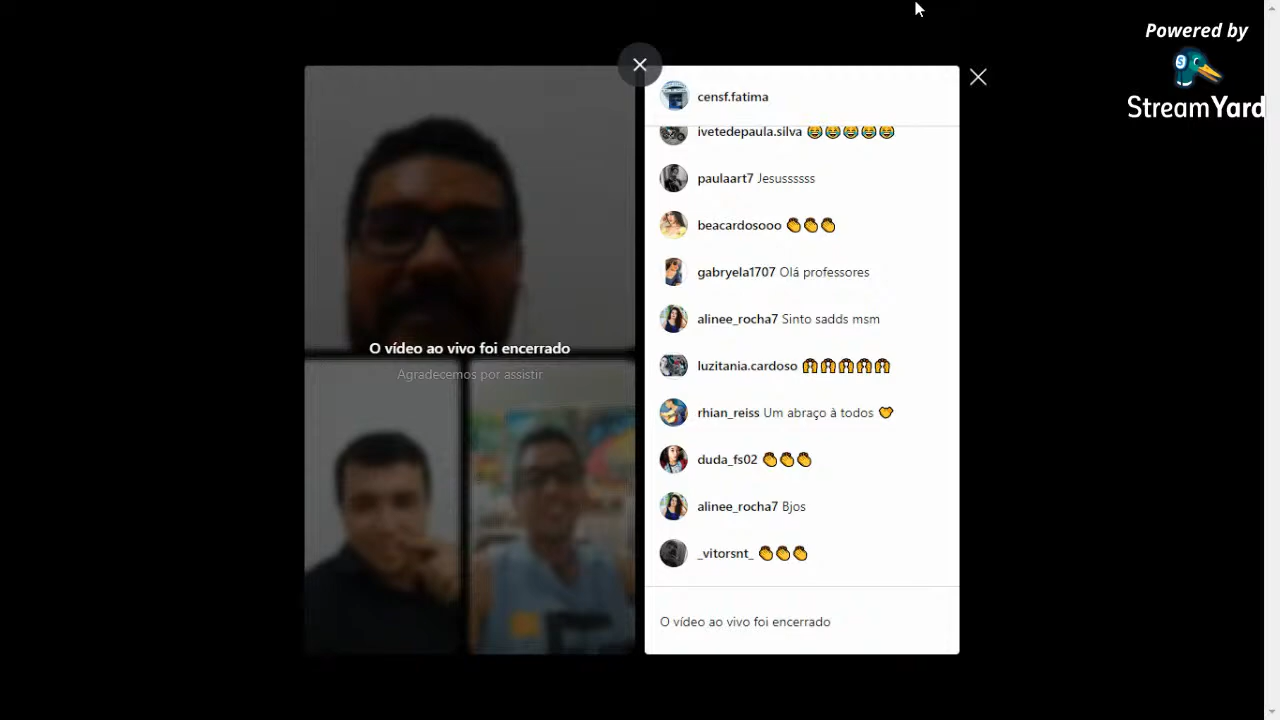 Powered by
StreamYard
censf.fatima
ivetedepaula.silva 😂😂😂😂😂
paulaart7 Jesussssss
beacardosooo 👏👏👏
gabryela1707 Olá professores
alinee_rocha7 Sinto sadds msm
luzitania.cardoso 🙌🙌🙌🙌🙌
rhian_reiss Um abraço à todos 🧡
duda_fs02 👏👏👏
alinee_rocha7 Bjos
_vitorsnt_ 👏👏👏
O vídeo ao vivo foi encerrado
O vídeo ao vivo foi encerrado
Agradecemos por assistir